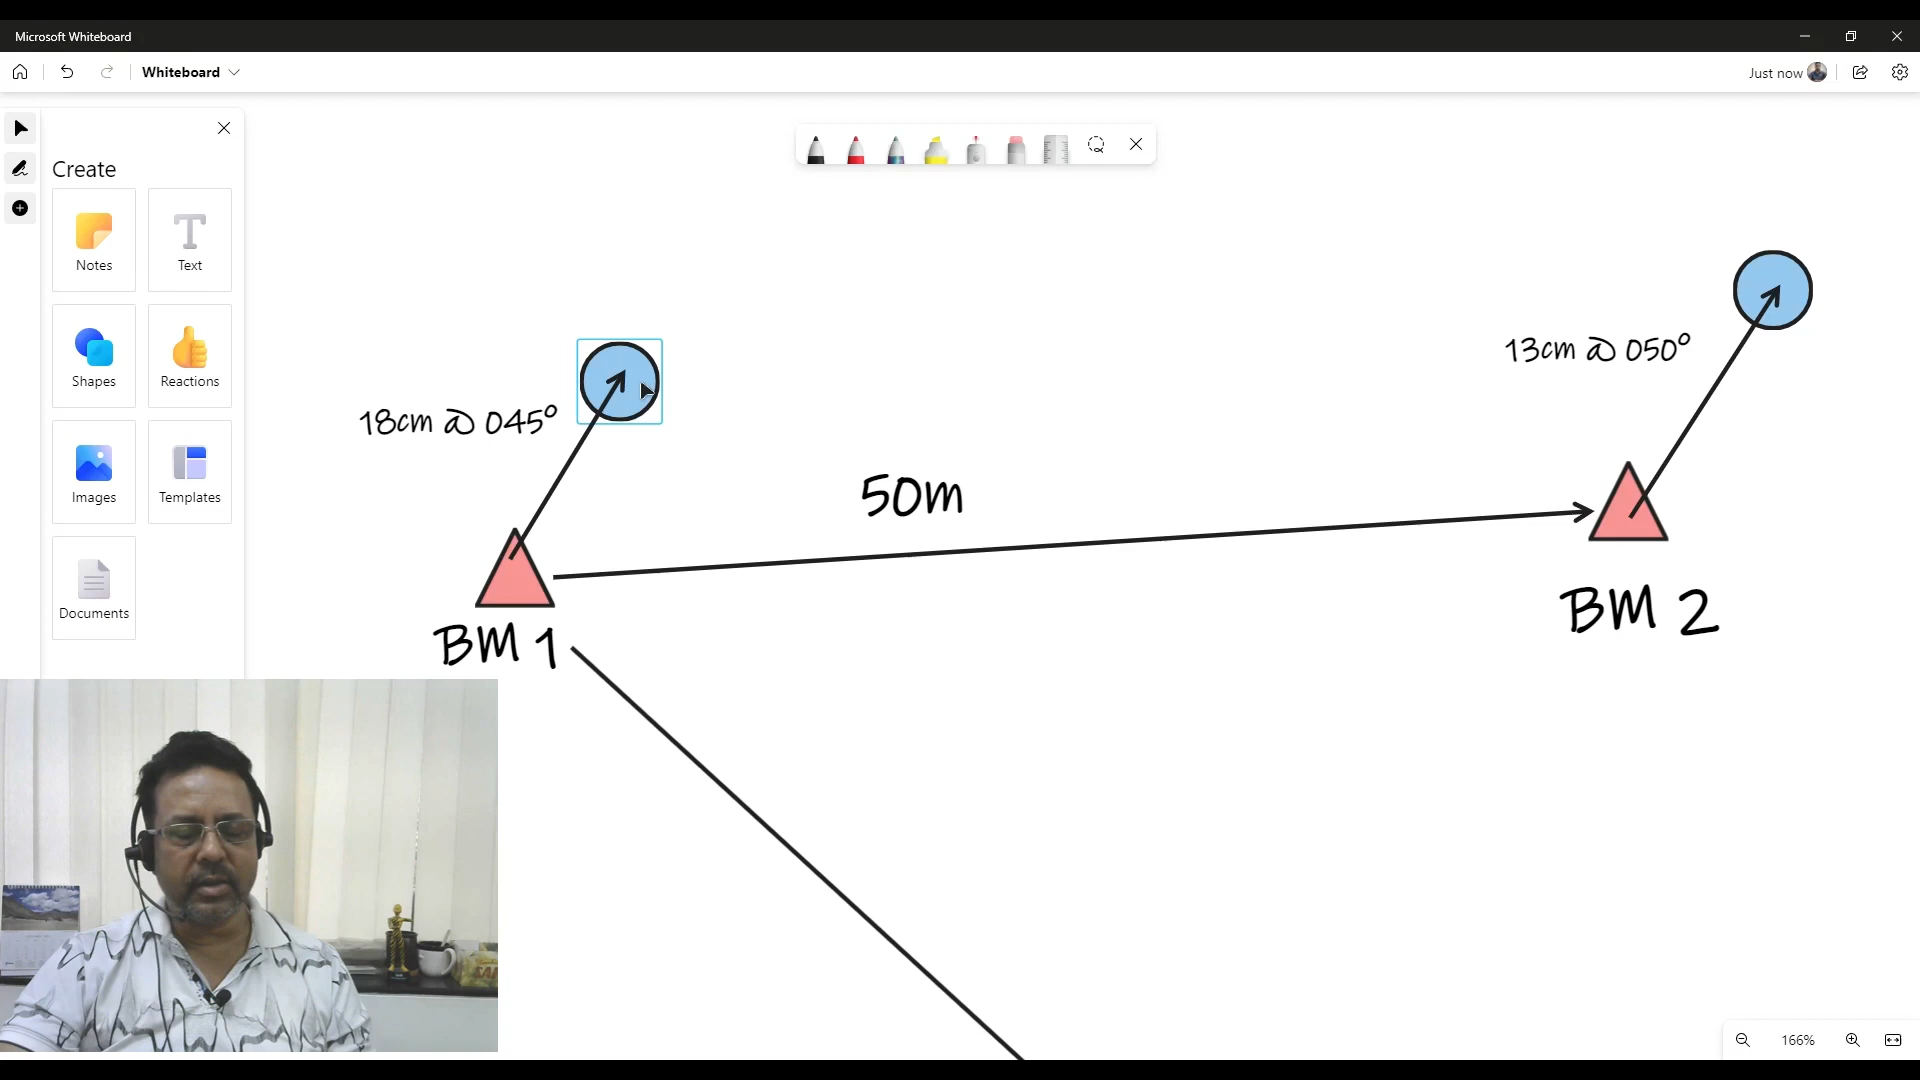 Microsoft Whiteboard
Whiteboard
Just now
Create
Notes
Text
Shapes
Reactions
Images
Templates
Documents
13cm @ 050°
18cm @ 045°
50m
BM 1
BM 2
166%